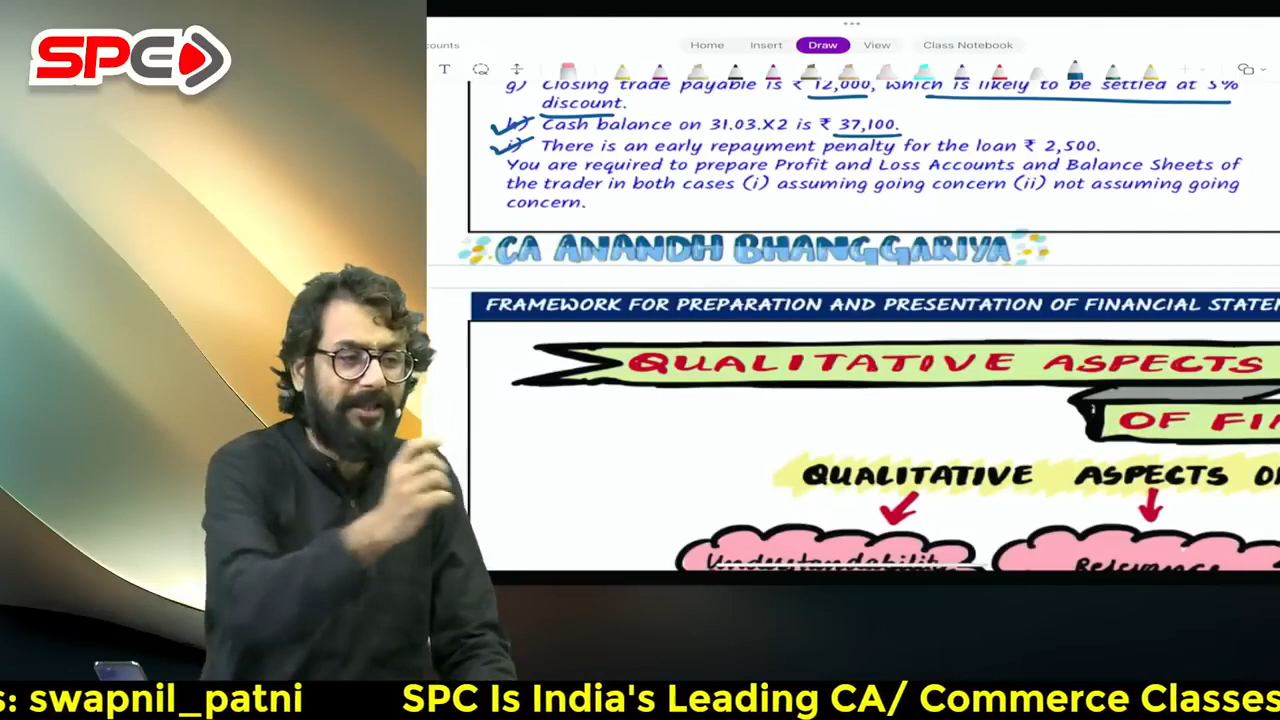 SPC
counts
Home Insert Draw View Class Notebook
T
g) Closing trade payable is ₹ 12,000, which is likely to be settled at 5%
discount.
h) Cash balance on 31.03.X2 is ₹ 37,100.
i) There is an early repayment penalty for the loan ₹ 2,500.
You are required to prepare Profit and Loss Accounts and Balance Sheets of
the trader in both cases (i) assuming going concern (ii) not assuming going
concern.
CA ANANDH BHANGGARIYA
FRAMEWORK FOR PREPARATION AND PRESENTATION OF FINANCIAL STATE
QUALITATIVE ASPECTS
OF FI
QUALITATIVE ASPECTS O
Understandability
Relevance
s: swapnil_patni SPC Is India's Leading CA/ Commerce Classes